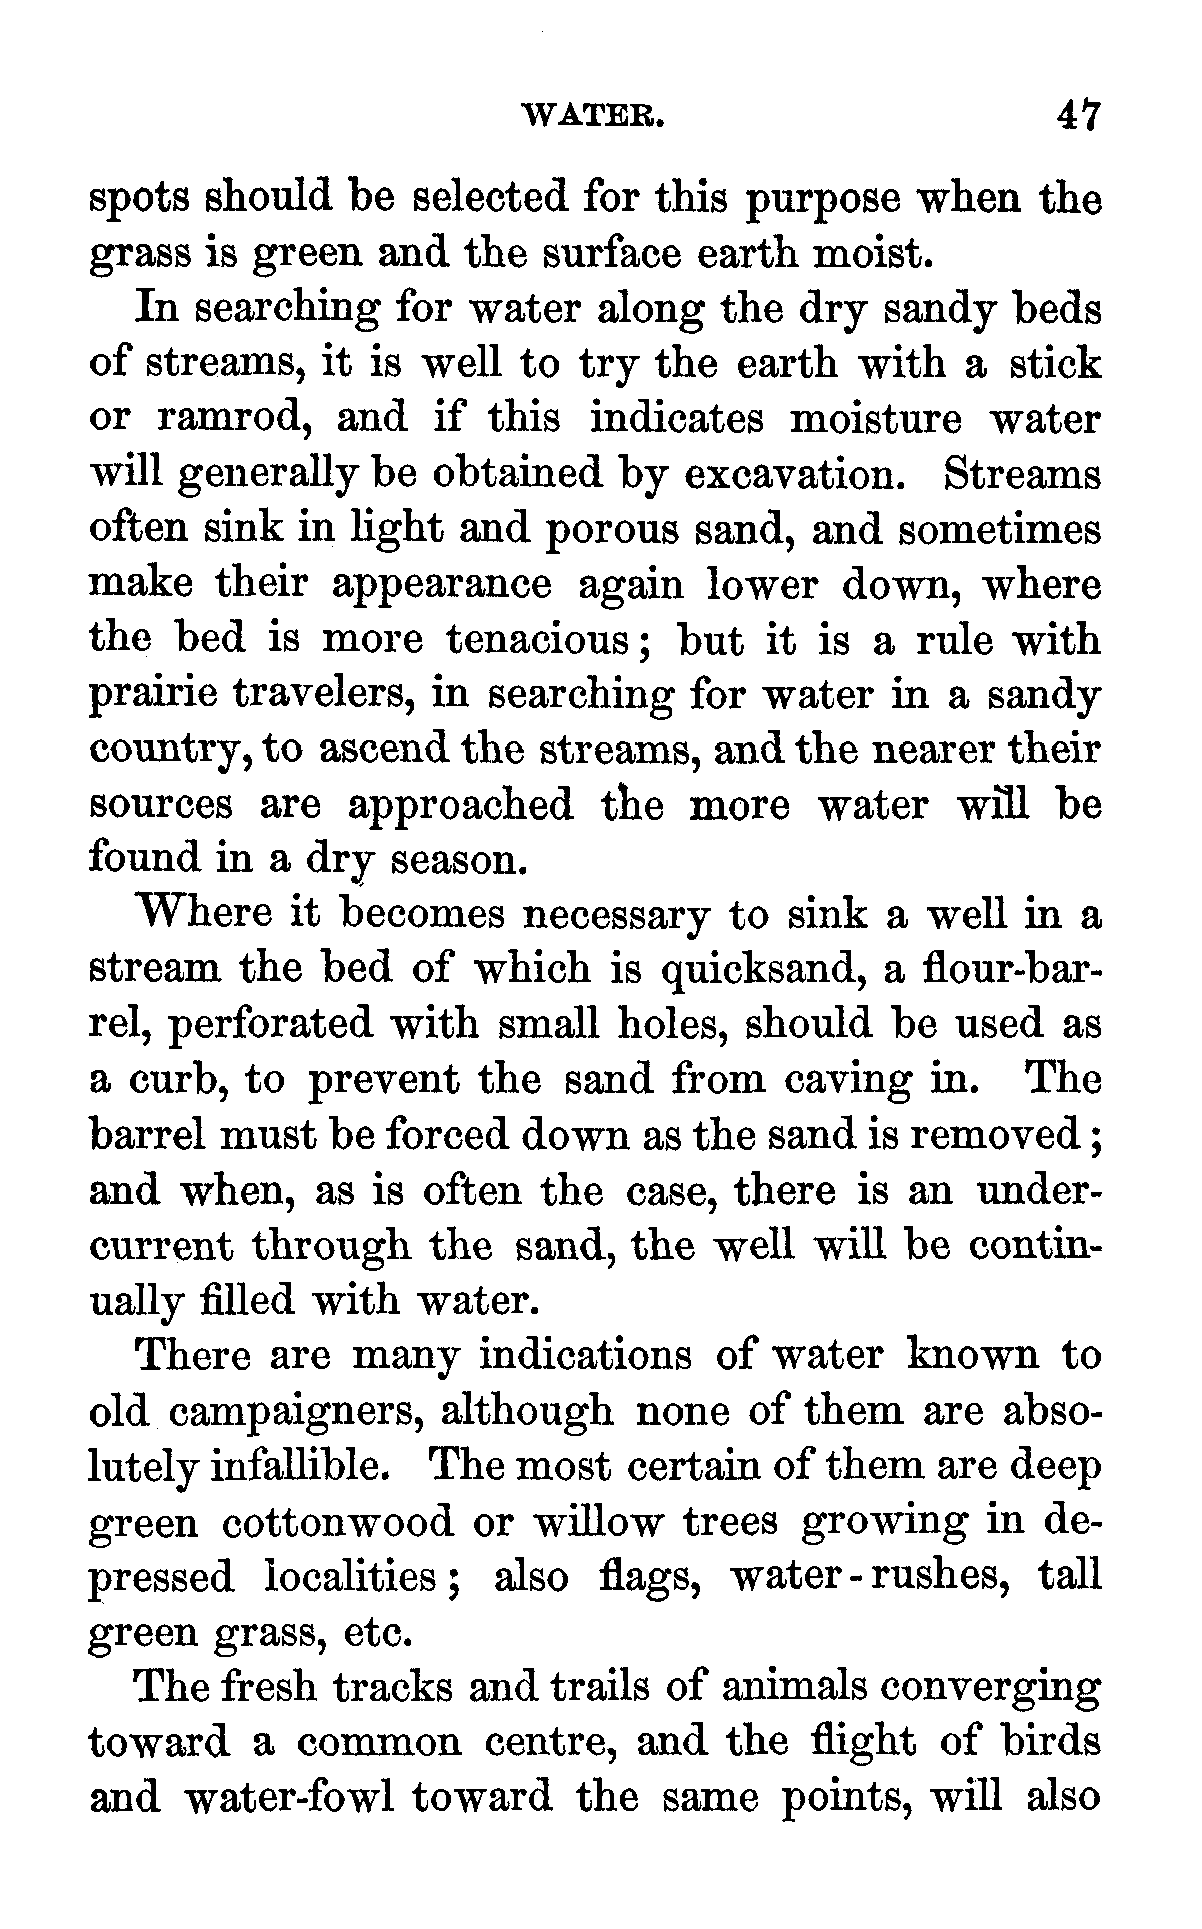 WATER. 47
spots should be selected for this purpose when the
grass is green and the surface earth moist.
In searching for water along the dry sandy beds
of streams, it is well to try the earth with a stick
or ramrod, and if this indicates moisture water
will generally be obtained by excavation. Streams
often sink in light and porous sand, and sometimes
make their appearance again lower down, where
the bed is more tenacious; but it is a rule with
prairie travelers, in searching for water in a sandy
country, to ascend the streams, and the nearer their
sources are approached the more water will be
found in a dry season.
Where it becomes necessary to sink a well in a
stream the bed of which is quicksand, a flour-bar-
rel, perforated with small holes, should be used as
a curb, to prevent the sand from caving in. The
barrel must be forced down as the sand is removed;
and when, as is often the case, there is an under-
current through the sand, the well will be contin-
ually filled with water.
There are many indications of water known to
old campaigners, although none of them are abso-
lutely infallible. The most certain of them are deep
green cottonwood or willow trees growing in de-
pressed localities; also flags, water-rushes, tall
green grass, etc.
The fresh tracks and trails of animals converging
toward a common centre, and the flight of birds
and water-fowl toward the same points, will also